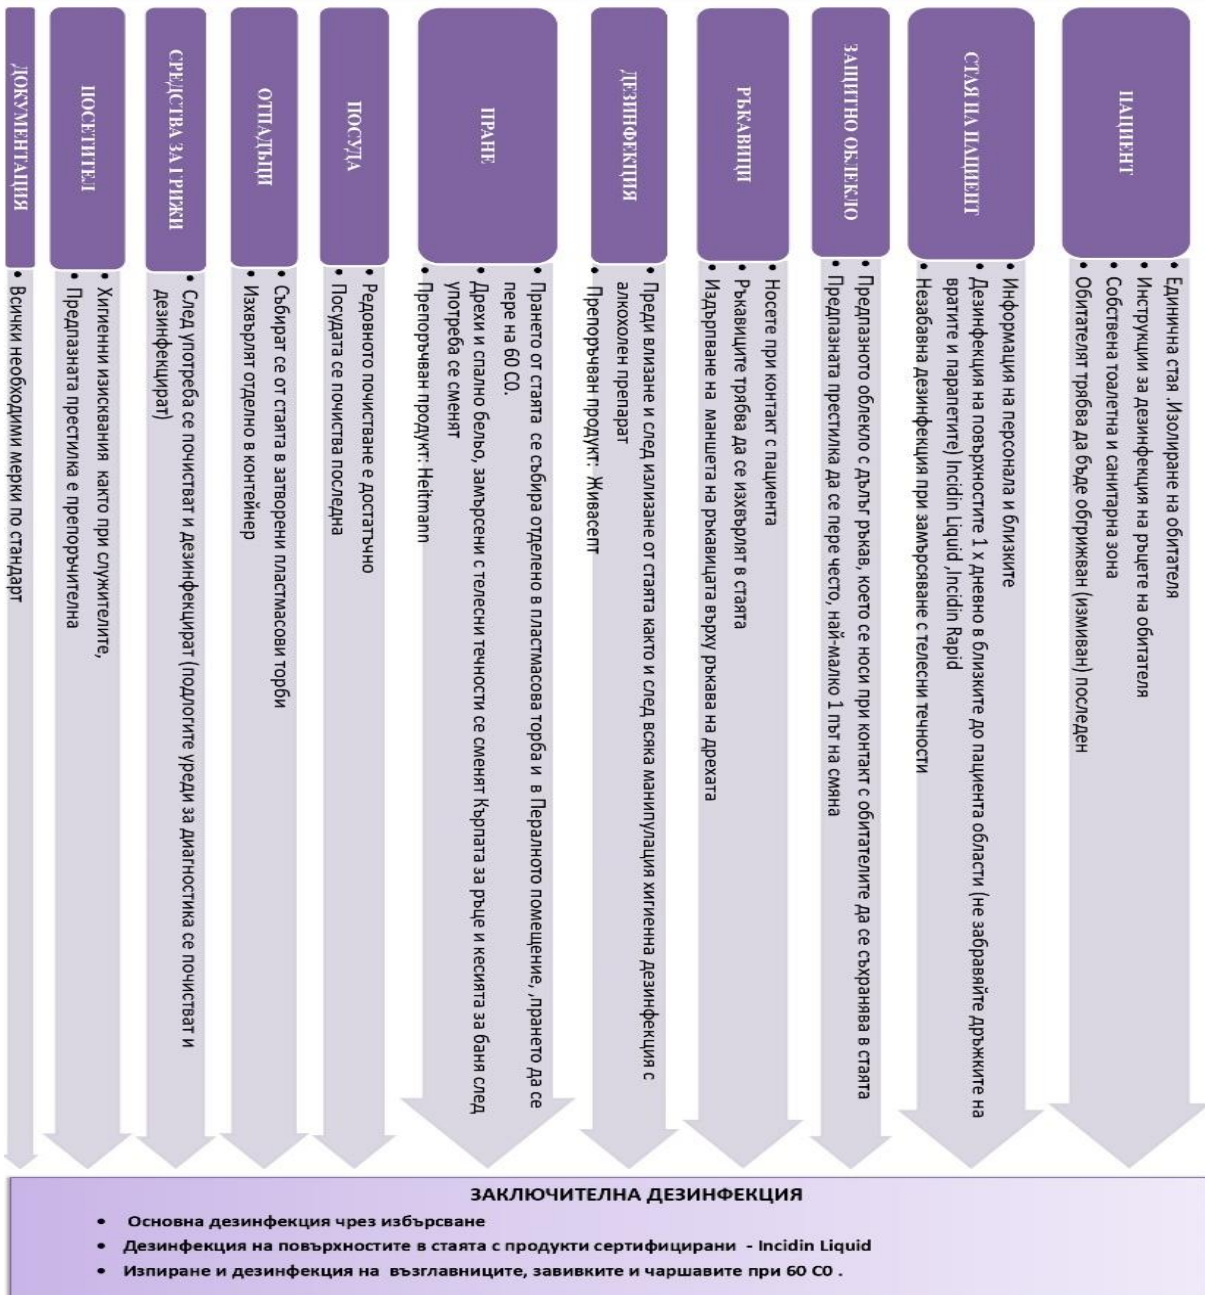 ПАЦИЕНТ
• Единична стая .Изолиране на обитателя
• Инструкции за дезинфекция на ръцете на обитателя
• Собствена тоалетна и санитарна зона
• Обитателят трябва да бъде обгрижван (измиван) последен
СТАЯ НА ПАЦИЕНТ
• Информация на персонала и близките
• Дезинфекция на повърхностите 1 х дневно в близките до пациента области (не забравяйте дръжките на
вратите и парапетите) Incidin Liquid ,Incidin Rapid
• Незабавна дезинфекция при замърсяване с телесни течности
ЗАЩИТНО ОБЛЕКЛО
• Предпазното облекло с дълъг ръкав, което се носи при контакт с обитателите да се съхранява в стаята
• Предпазната престилка да се пере често, най-малко 1 път на смяна
РЪКАВИЦИ
• Носете при контакт с пациента
• Ръкавиците трябва да се изхвърлят в стаята
• Издърпване на маншета на ръкавицата върху ръкава на дрехата
ДЕЗИНФЕКЦИЯ
• Преди влизане и след излизане от стаята както и след всяка манипулация хигиенна дезинфекция с
алкохолен препарат
• Препоръчван продукт: Живасепт
ПРАНЕ
• Прането от стаята се събира отделено в пластмасова торба и в Пералното помещение, ,прането да се
пере на 60 С0.
• Дрехи и спално бельо, замърсени с телесни течности се сменят Кърпата за ръце и кесията за баня след
употреба се сменят
• Препоръчван продукт: Heitmann
ПОСУДА
• Редовното почистване е достатъчно
• Посудата се почиства последна
ОТПАДЪЦИ
• Събират се от стаята в затворени пластмасови торби
• Изхвърлят отделно в контейнер
СРЕДСТВА ЗА ГРИЖИ
• След употреба се почистват и дезинфекцират (подлогите уреди за диагностика се почистват и
дезинфекцират)
ПОСЕТИТЕЛ
• Хигиенни изисквания както при служителите,
• Предпазната престилка е препоръчителна
ДОКУМЕНТАЦИЯ
• Всички необходими мерки по стандарт
ЗАКЛЮЧИТЕЛНА ДЕЗИНФЕКЦИЯ
• Основна дезинфекция чрез избърсване
• Дезинфекция на повърхностите в стаята с продукти сертифицирани - Incidin Liquid
• Изпиране и дезинфекция на възглавниците, завивките и чаршавите при 60 С0 .